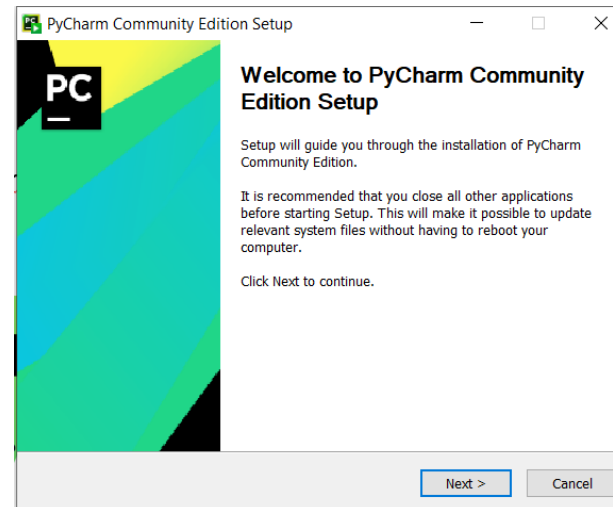 PyCharm Community Edition Setup
PC
Welcome to PyCharm Community
Edition Setup
Setup will guide you through the installation of PyCharm
Community Edition.
It is recommended that you close all other applications
before starting Setup. This will make it possible to update
relevant system files without having to reboot your
computer.
Click Next to continue.
Next >
Cancel